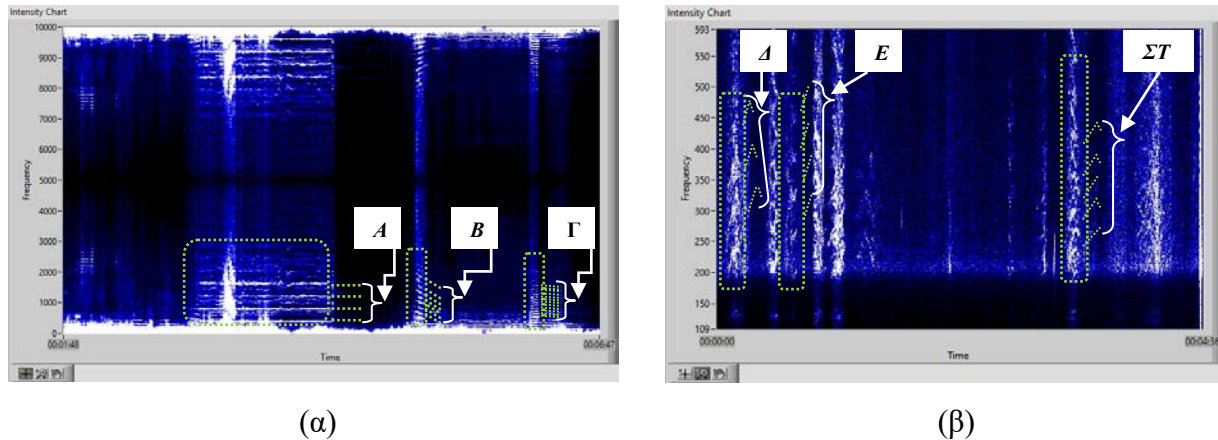 Intensity Chart
10000
9000
8000
7000
6000
5000
4000
3000
2000
1000
0
Frequency
00:01:48
00:06:47
Time
A
B
Γ
(α)
Intensity Chart
593
500
450
400
350
300
250
200
150
109
Frequency
00:00:00
00:04:36
Time
Δ
E
ΣΤ
(β)